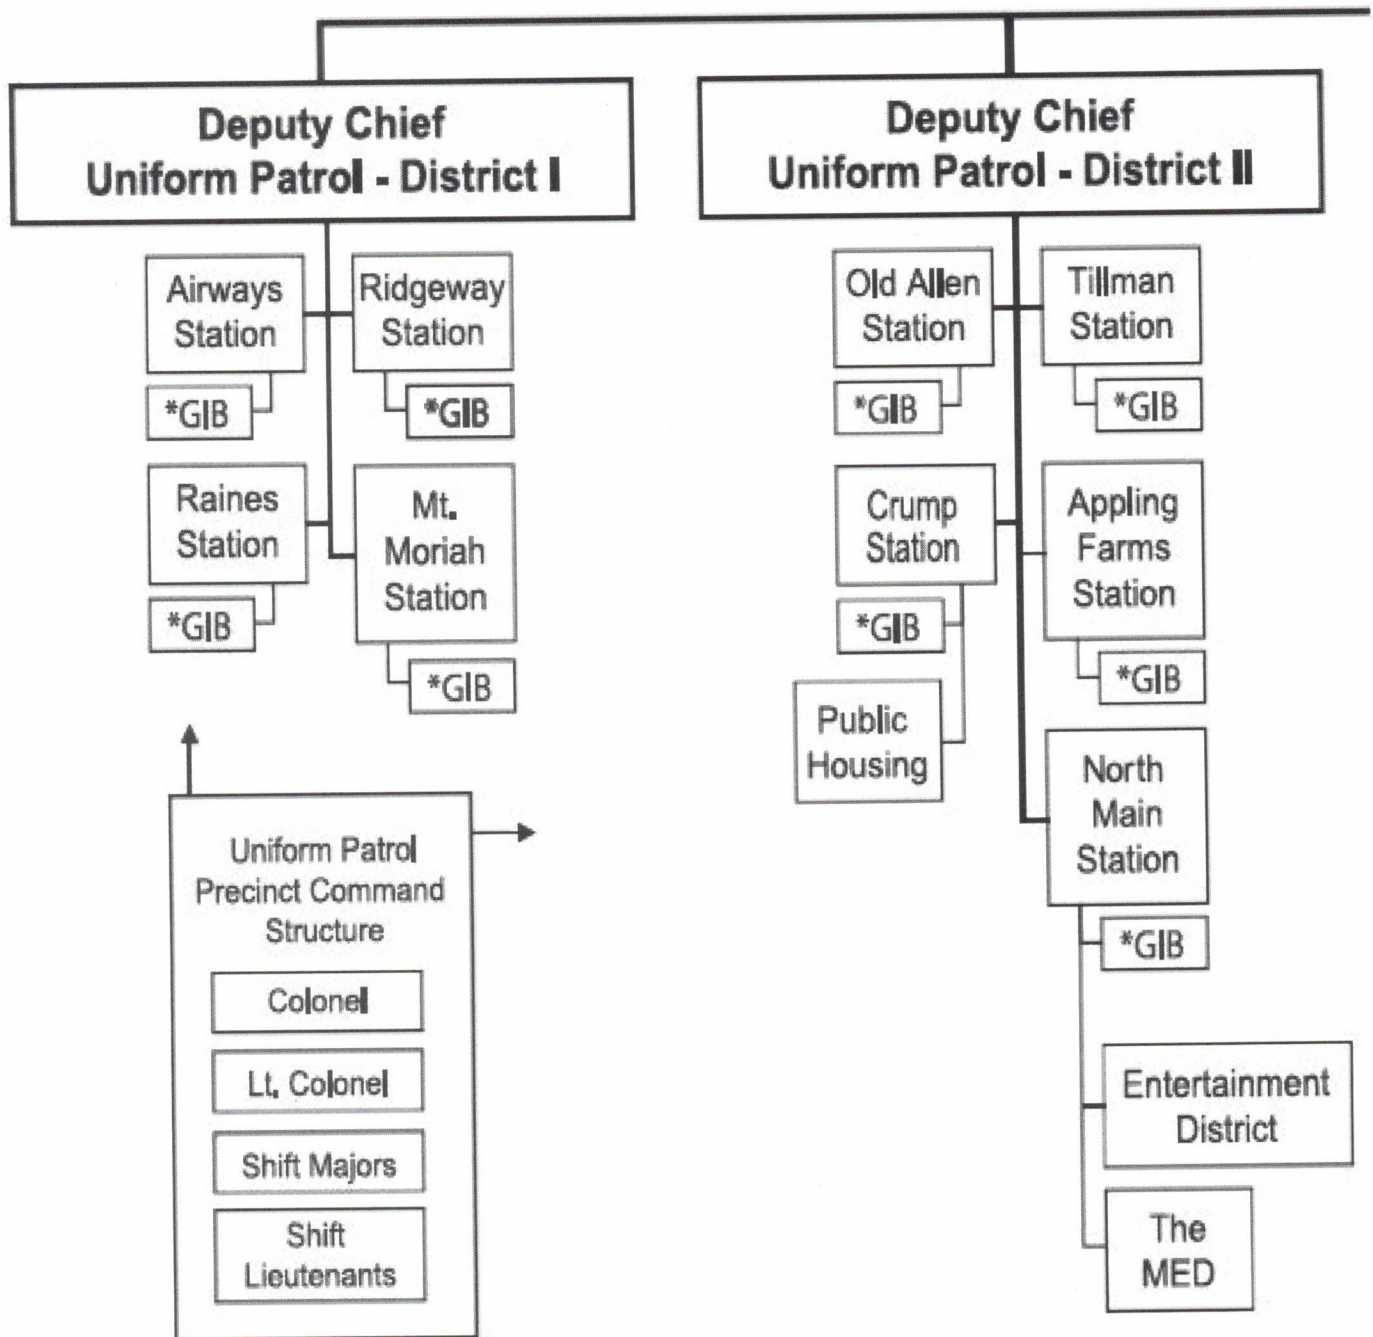 Deputy Chief
Uniform Patrol - District I
Airways
Station
*GIB
Ridgeway
Station
*GIB
Raines
Station
*GIB
Mt.
Moriah
Station
*GIB
Uniform Patrol
Precinct Command
Structure
Colonel
Lt. Colonel
Shift Majors
Shift
Lieutenants
Deputy Chief
Uniform Patrol - District II
Old Allen
Station
*GIB
Tillman
Station
*GIB
Crump
Station
*GIB
Public
Housing
Appling
Farms
Station
*GIB
North
Main
Station
*GIB
Entertainment
District
The
MED